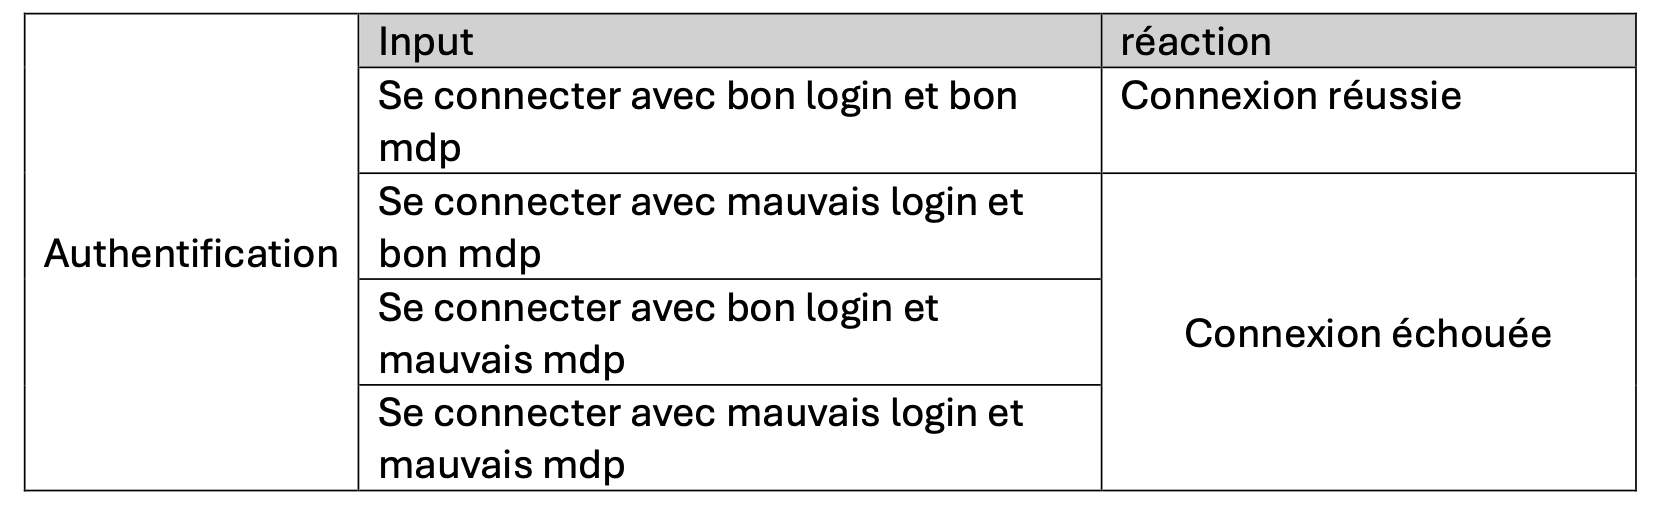 Input
réaction
Se connecter avec bon login et bon
mdp
Connexion réussie
Authentification
Se connecter avec mauvais login et
bon mdp
Se connecter avec bon login et
mauvais mdp
Connexion échouée
Se connecter avec mauvais login et
mauvais mdp